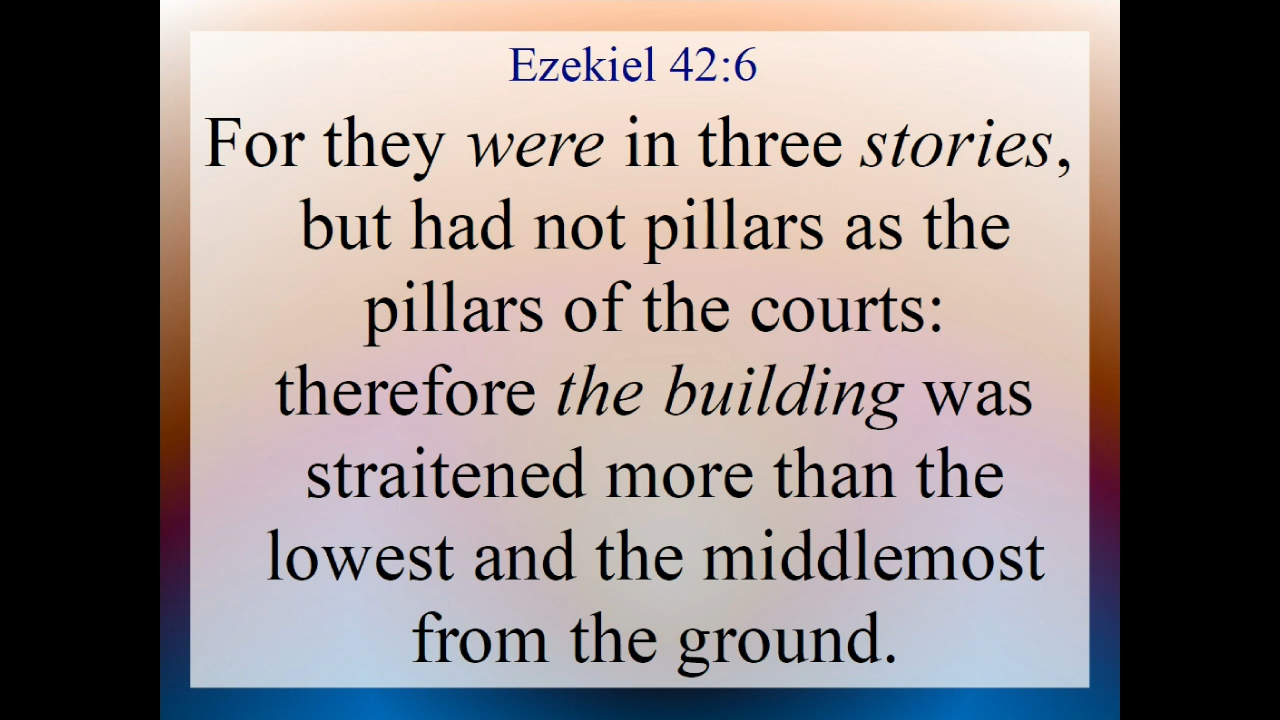 Ezekiel 42:6
For they were in three stories,
but had not pillars as the
pillars of the courts:
therefore the building was
straitened more than the
lowest and the middlemost
from the ground.